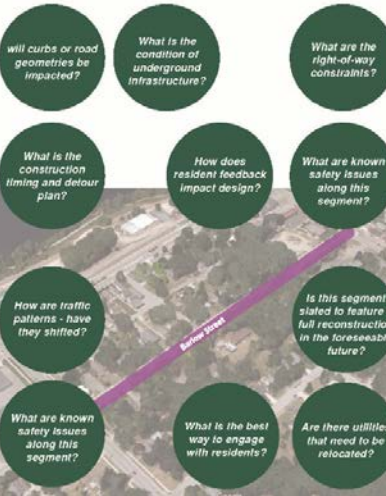 will curbs or road
geometries be
impacted?
What is the
condition of
underground
infrastructure?
What are the
right-of-way
constraints?
What is the
construction
timing and detour
plan?
How does
resident feedback
impact design?
What are known
safety issues
along this
segment?
How are traffic
patterns - have
they shifted?
Is this segment
slated to feature
full reconstruction
in the foreseeable
future?
Barlow Street
What are known
safety issues
along this
segment?
What is the best
way to engage
with residents?
Are there utilities
that need to be
relocated?